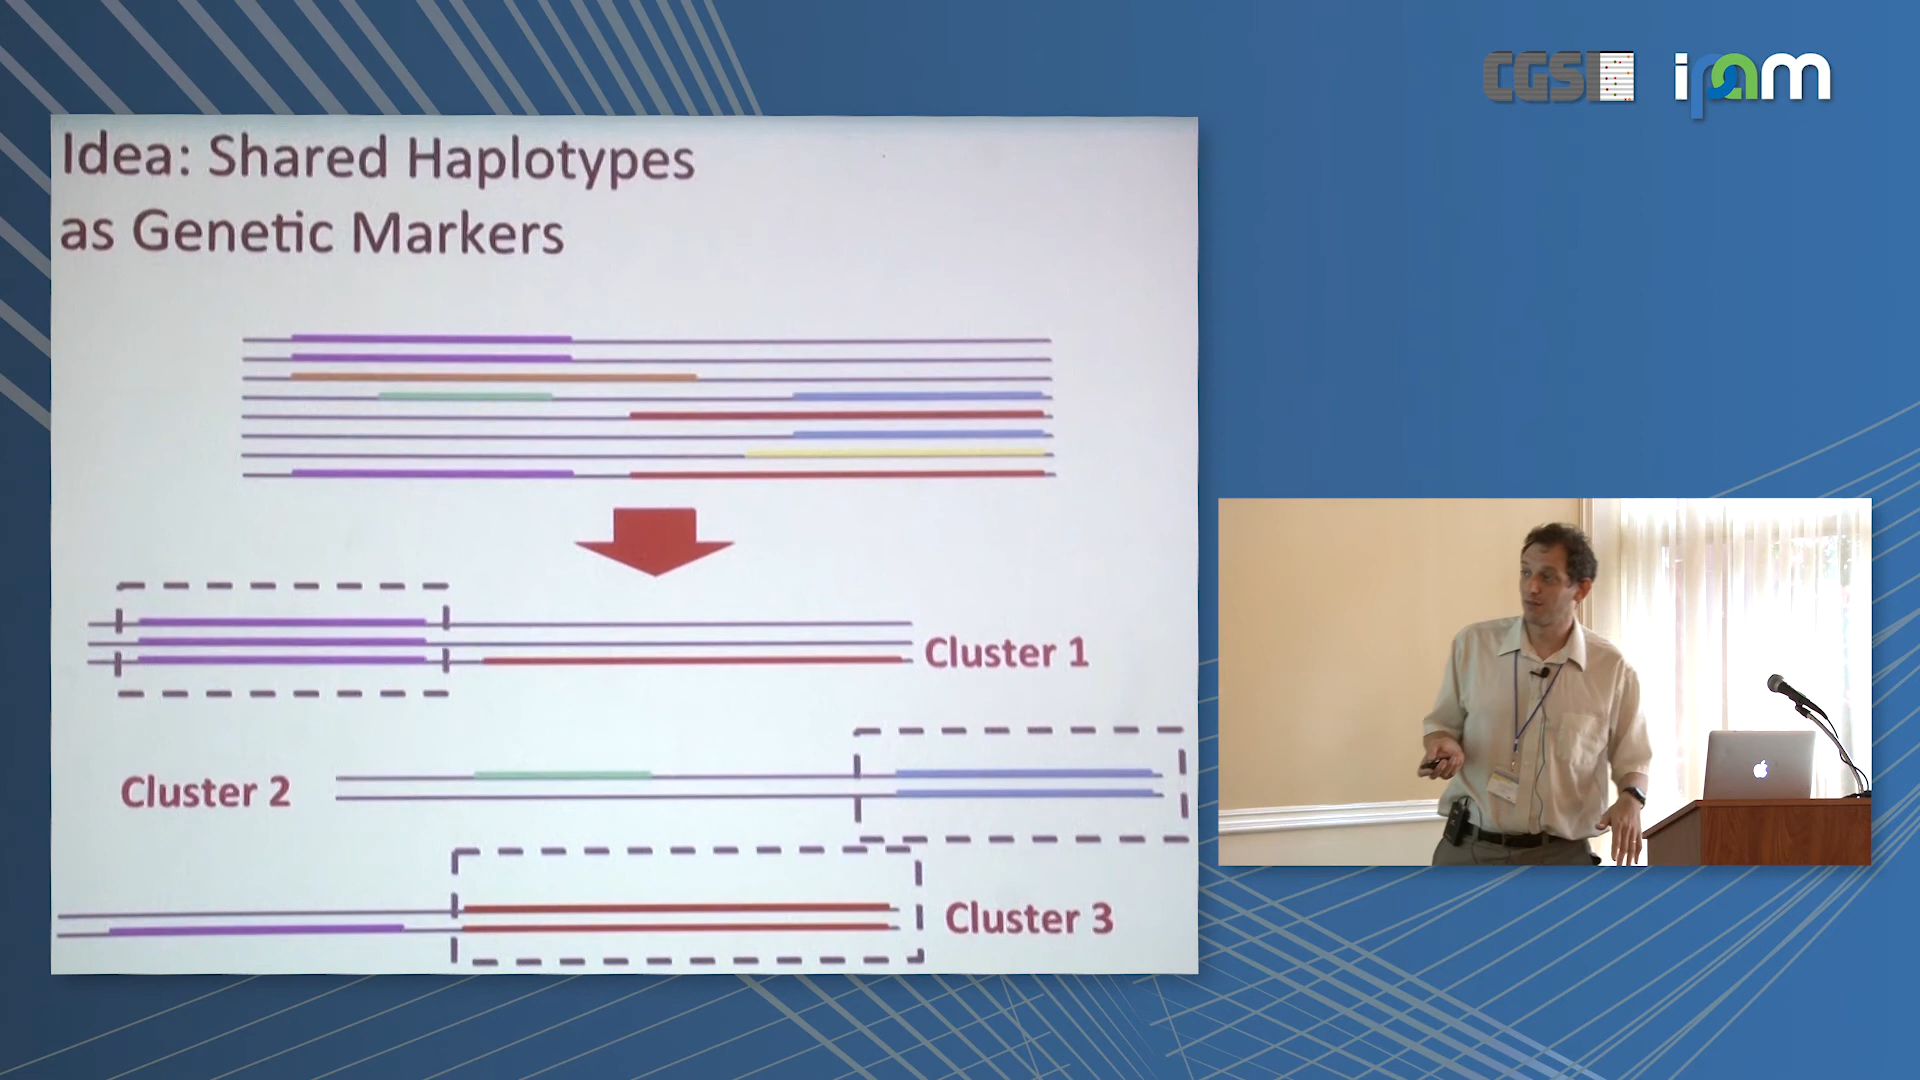 CGSI
ipam
Idea: Shared Haplotypes
as Genetic Markers
Cluster 1
Cluster 2
Cluster 3